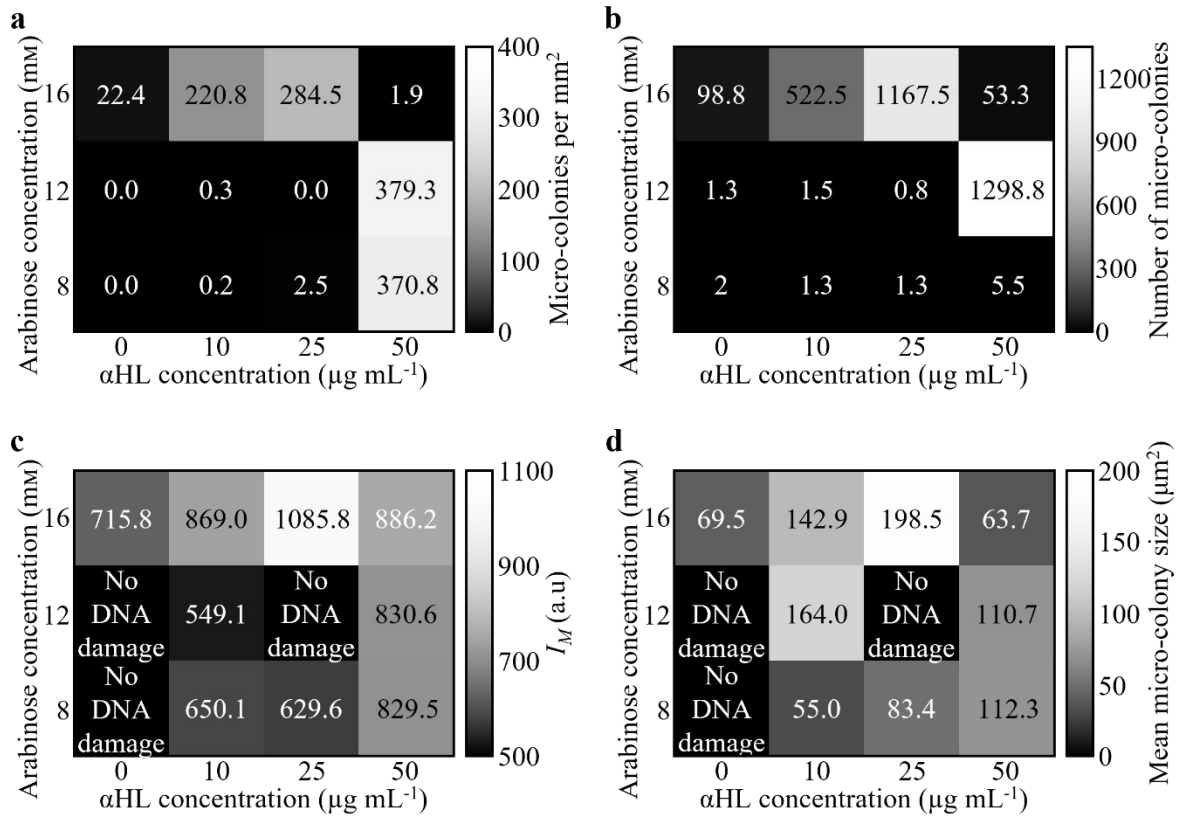 a
Arabinose concentration (mM)
16
12
8
22.4 220.8 284.5 1.9
0.0 0.3 0.0 379.3
0.0 0.2 2.5 370.8
0 10 25 50
αHL concentration (µg mL⁻¹)
400
300
200
100
0
Micro-colonies per mm²
b
Arabinose concentration (mM)
16
12
8
98.8 522.5 1167.5 53.3
1.3 1.5 0.8 1298.8
2 1.3 1.3 5.5
0 10 25 50
αHL concentration (µg mL⁻¹)
1200
900
600
300
0
Number of micro-colonies
c
Arabinose concentration (mM)
16
12
8
715.8 869.0 1085.8 886.2
No No
DNA 549.1 DNA 830.6
damage damage
No
DNA 650.1 629.6 829.5
damage
0 10 25 50
αHL concentration (µg mL⁻¹)
1100
900
700
500
I_M (a.u)
d
Arabinose concentration (mM)
16
12
8
69.5 142.9 198.5 63.7
No No
DNA 164.0 DNA 110.7
damage damage
No
DNA 55.0 83.4 112.3
damage
0 10 25 50
αHL concentration (µg mL⁻¹)
200
150
100
50
0
Mean micro-colony size (µm²)